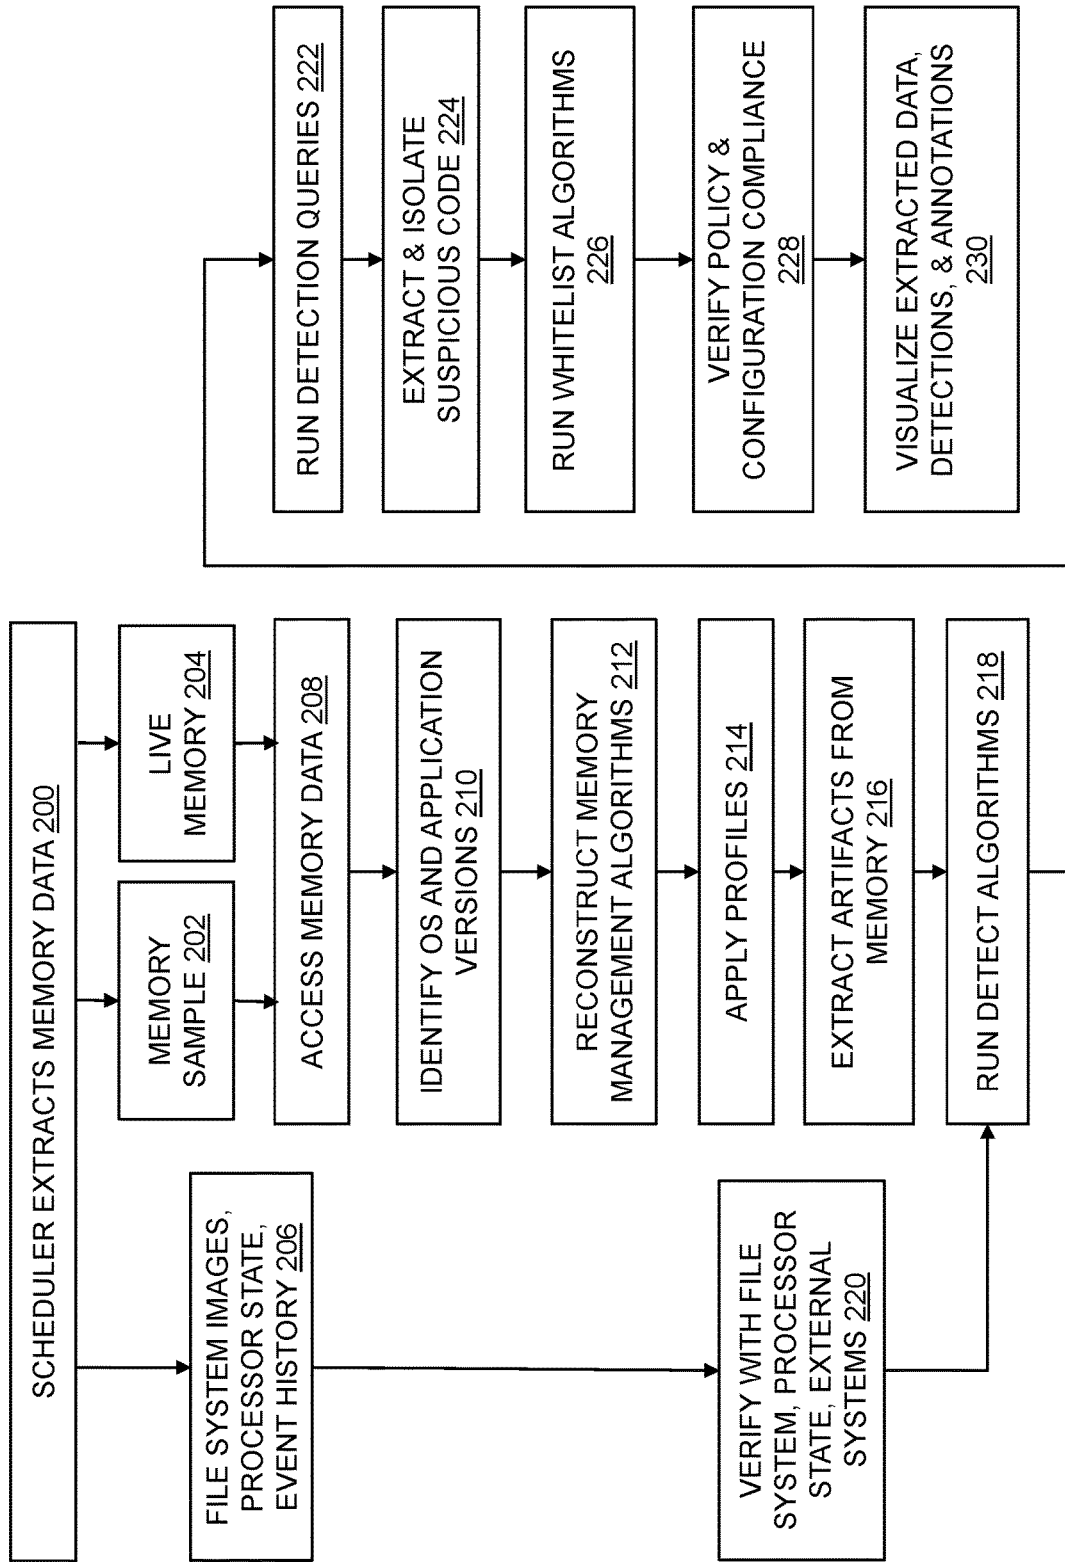 SCHEDULER EXTRACTS MEMORY DATA 200
FILE SYSTEM IMAGES,
PROCESSOR STATE,
EVENT HISTORY 206
MEMORY
SAMPLE 202
LIVE
MEMORY 204
ACCESS MEMORY DATA 208
IDENTIFY OS AND APPLICATION
VERSIONS 210
RECONSTRUCT MEMORY
MANAGEMENT ALGORITHMS 212
APPLY PROFILES 214
EXTRACT ARTIFACTS FROM
MEMORY 216
VERIFY WITH FILE
SYSTEM, PROCESSOR
STATE, EXTERNAL
SYSTEMS 220
RUN DETECT ALGORITHMS 218
RUN DETECTION QUERIES 222
EXTRACT & ISOLATE
SUSPICIOUS CODE 224
RUN WHITELIST ALGORITHMS
226
VERIFY POLICY &
CONFIGURATION COMPLIANCE
228
VISUALIZE EXTRACTED DATA,
DETECTIONS, & ANNOTATIONS
230